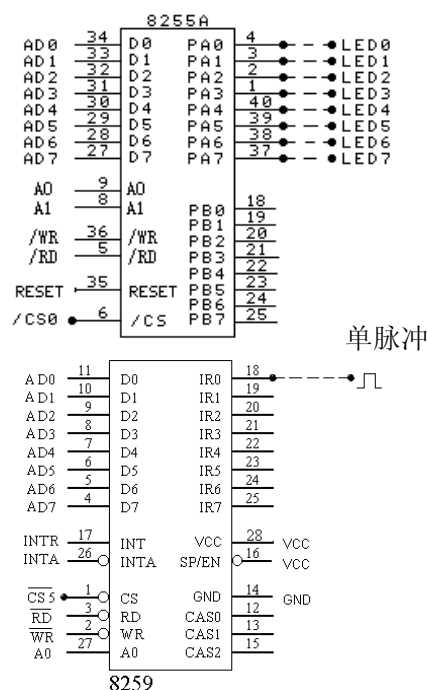 8255A
AD0 34 D0 PA0 4 LED0
AD1 33 D1 PA1 3 LED1
AD2 32 D2 PA2 2 LED2
AD3 31 D3 PA3 1 LED3
AD4 30 D4 PA4 40 LED4
AD5 29 D5 PA5 39 LED5
AD6 28 D6 PA6 38 LED6
AD7 27 D7 PA7 37 LED7
A0 9 A0
A1 8 A1 PB0 18
PB1 19
/WR 36 /WR PB2 20
/RD 5 /RD PB3 21
PB4 22
RESET 35 RESET PB5 23
PB6 24
/CS0 6 /CS PB7 25
单脉冲
AD0 11 D0 IR0 18
AD1 10 D1 IR1 19
AD2 9 D2 IR2 20
AD3 8 D3 IR3 21
AD4 7 D4 IR4 22
AD5 6 D5 IR5 23
AD6 5 D6 IR6 24
AD7 4 D7 IR7 25
INTR 17 INT VCC 28 VCC
INTA 26 INTA SP/EN 16 VCC
CS5 1 CS GND 14 GND
RD 3 RD CAS0 12
WR 2 WR CAS1 13
A0 27 A0 CAS2 15
8259